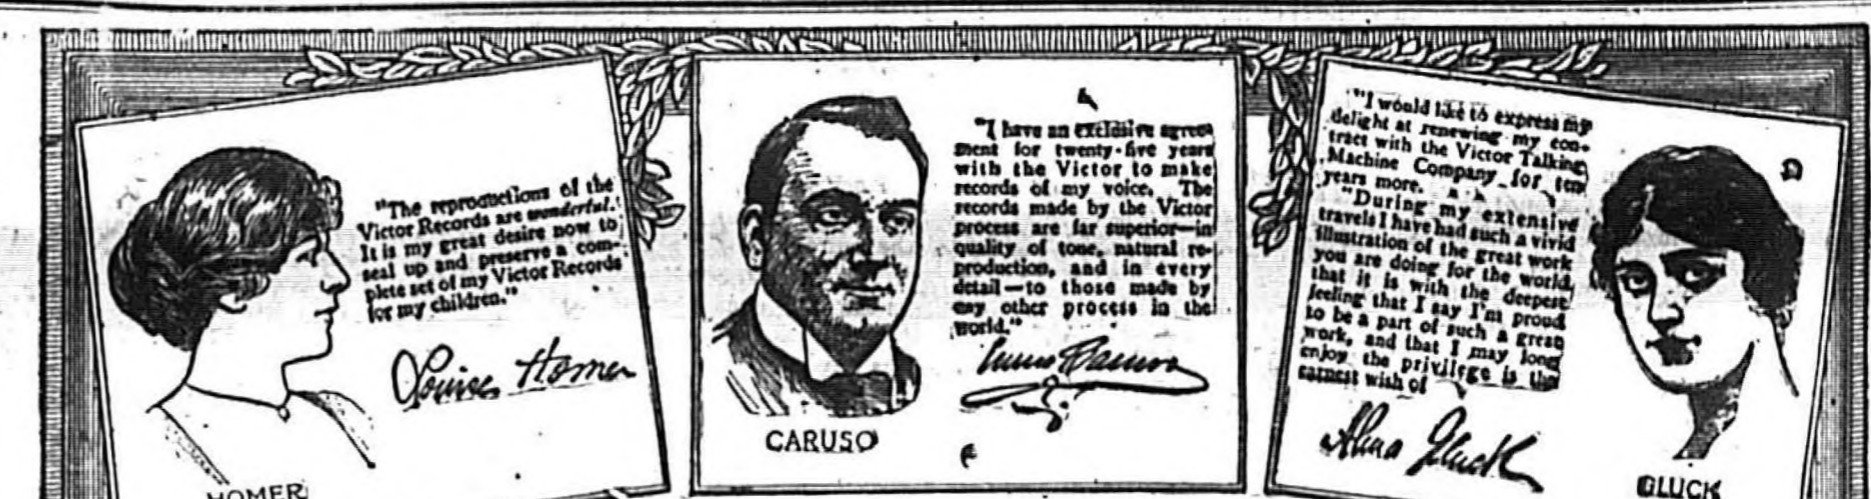 "The reproductions of the
Victor Records are wonderful.
It is my great desire now to
seal up and preserve a com-
plete set of my Victor Records
for my children."
Louise Homer
HOMER
"I have an exclusive agree-
ment for twenty-five years
with the Victor to make
records of my voice. The
records made by the Victor
process are far superior—in
quality of tone, natural re-
production, and in every
detail—to those made by
any other process in the
world."
Enrico Caruso
CARUSO
"I would like to express my
delight at renewing my con-
tract with the Victor Talking
Machine Company for ten
years more.
"During my extensive
travels I have had such a vivid
illustration of the great work
you are doing for the world,
that it is with the deepest
feeling that I say I'm proud
to be a part of such a great
work, and that I may long
enjoy the privilege is the
earnest wish of
Alma Gluck
GLUCK